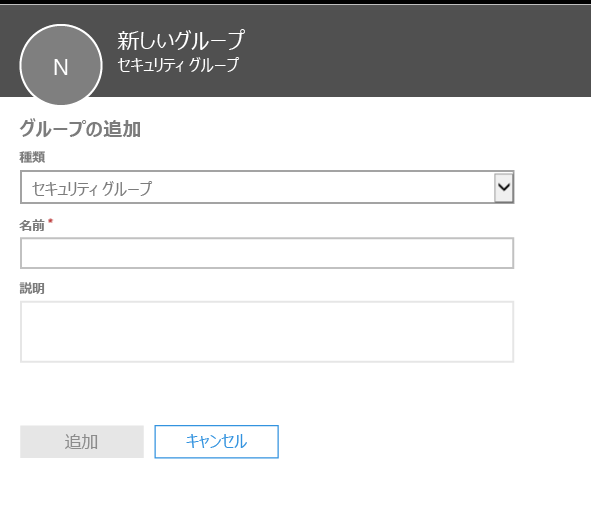 N
新しいグループ
セキュリティ グループ
グループの追加
種類
セキュリティ グループ
名前 *
説明
追加
キャンセル